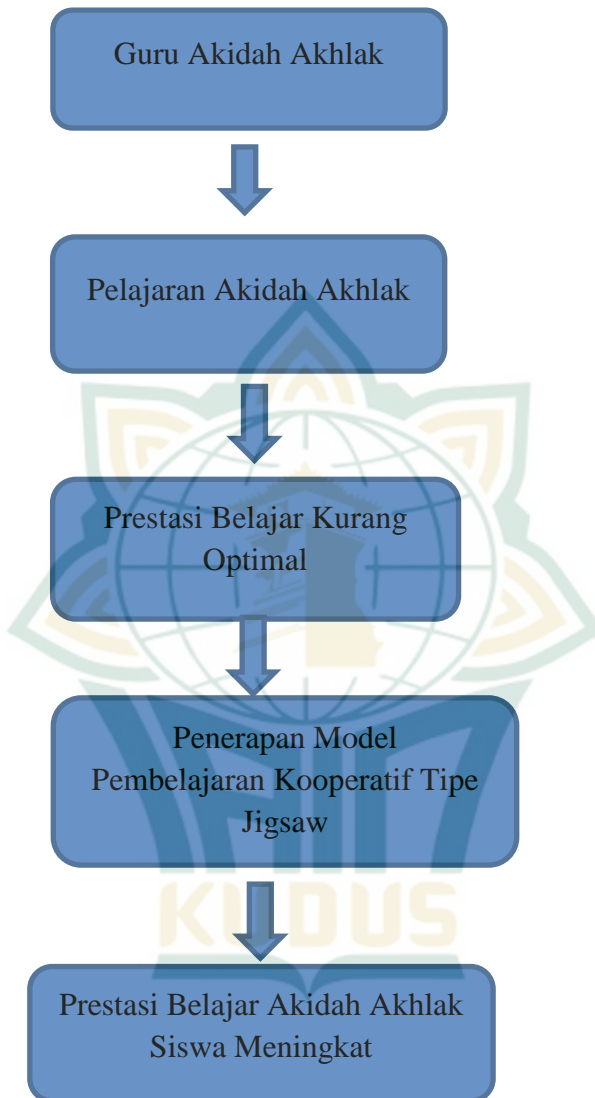 Guru Akidah Akhlak
Pelajaran Akidah Akhlak
Prestasi Belajar Kurang
Optimal
Penerapan Model
Pembelajaran Kooperatif Tipe
Jigsaw
IAIN
KUDUS
Prestasi Belajar Akidah Akhlak
Siswa Meningkat